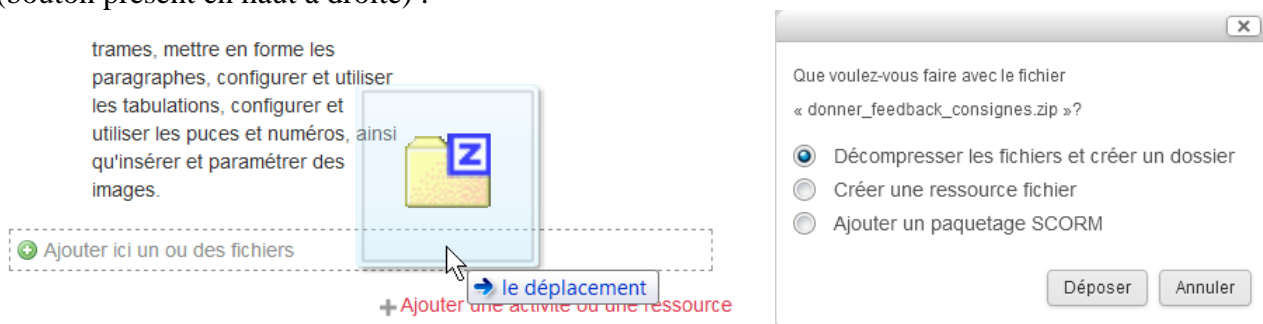 (bouton présent en haut à droite) :
trames, mettre en forme les
paragraphes, configurer et utiliser
les tabulations, configurer et
utiliser les puces et numéros, ainsi
qu'insérer et paramétrer des
images.
Z
Ajouter ici un ou des fichiers
le déplacement
Ajouter une activité ou une ressource
Que voulez-vous faire avec le fichier
« donner_feedback_consignes.zip »?
Décompresser les fichiers et créer un dossier
Créer une ressource fichier
Ajouter un paquetage SCORM
Déposer
Annuler